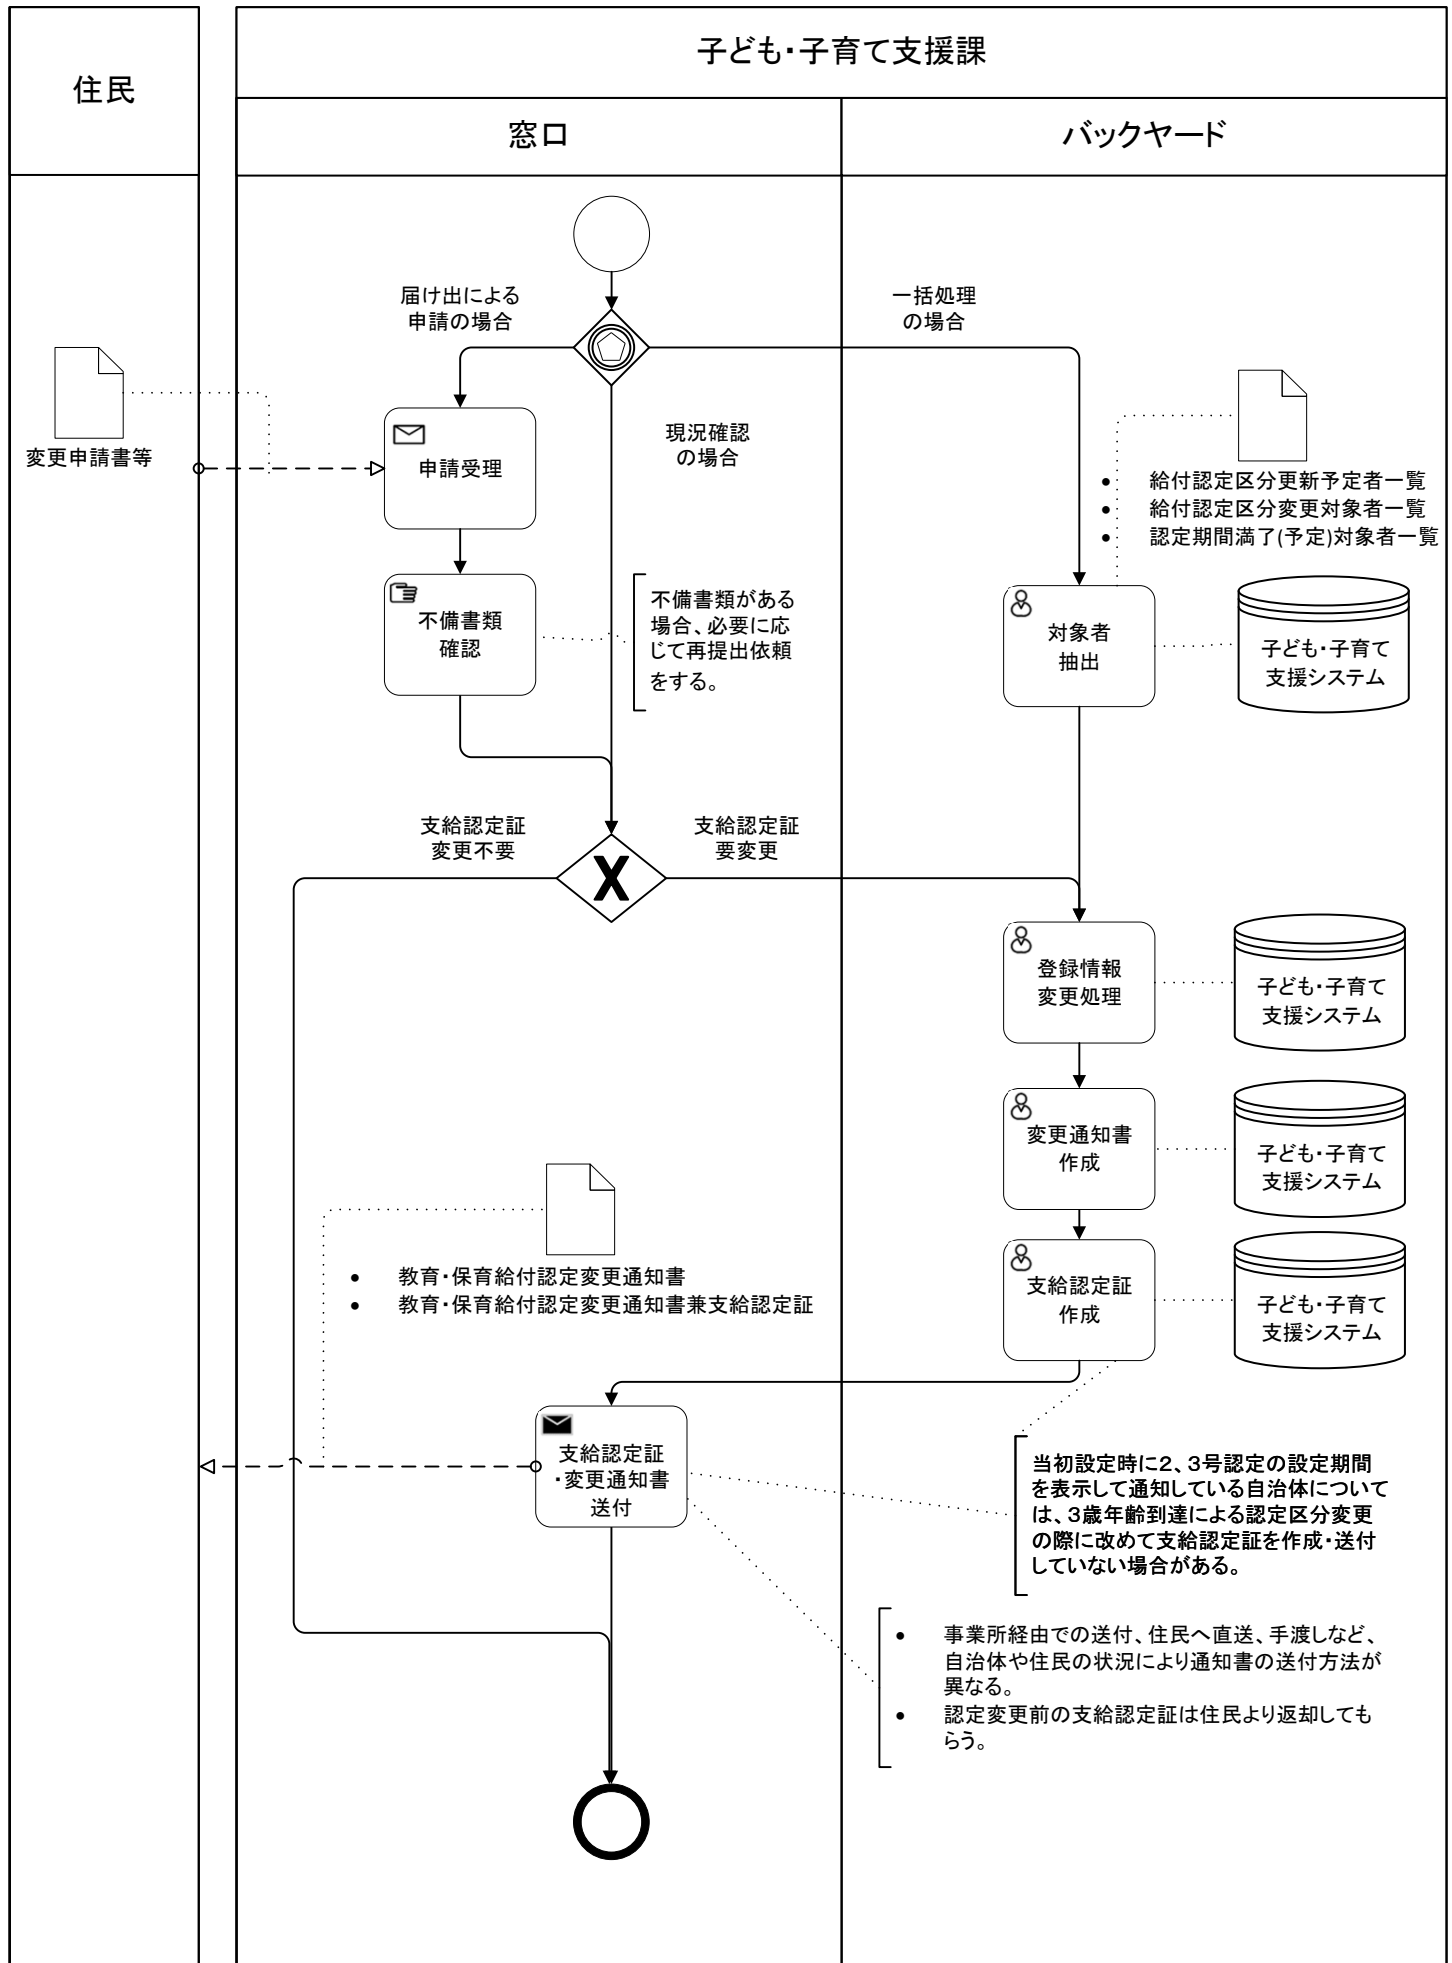 住民
子ども・子育て支援課
窓口
バックヤード
届け出による
申請の場合
一括処理
の場合
変更申請書等
申請受理
現況確認
の場合
• 給付認定区分更新予定者一覧
• 給付認定区分変更対象者一覧
• 認定期間満了(予定)対象者一覧
不備書類
確認
不備書類がある
場合、必要に応
じて再提出依頼
をする。
対象者
抽出
子ども・子育て
支援システム
支給認定証
変更不要
支給認定証
要変更
X
登録情報
変更処理
子ども・子育て
支援システム
変更通知書
作成
子ども・子育て
支援システム
• 教育・保育給付認定変更通知書
• 教育・保育給付認定変更通知書兼支給認定証
支給認定証
作成
子ども・子育て
支援システム
支給認定証
・変更通知書
送付
当初設定時に2、3号認定の設定期間
を表示して通知している自治体について
は、3歳年齢到達による認定区分変更
の際に改めて支給認定証を作成・送付
していない場合がある。
• 事業所経由での送付、住民へ直送、手渡しなど、
自治体や住民の状況により通知書の送付方法が
異なる。
• 認定変更前の支給認定証は住民より返却しても
らう。